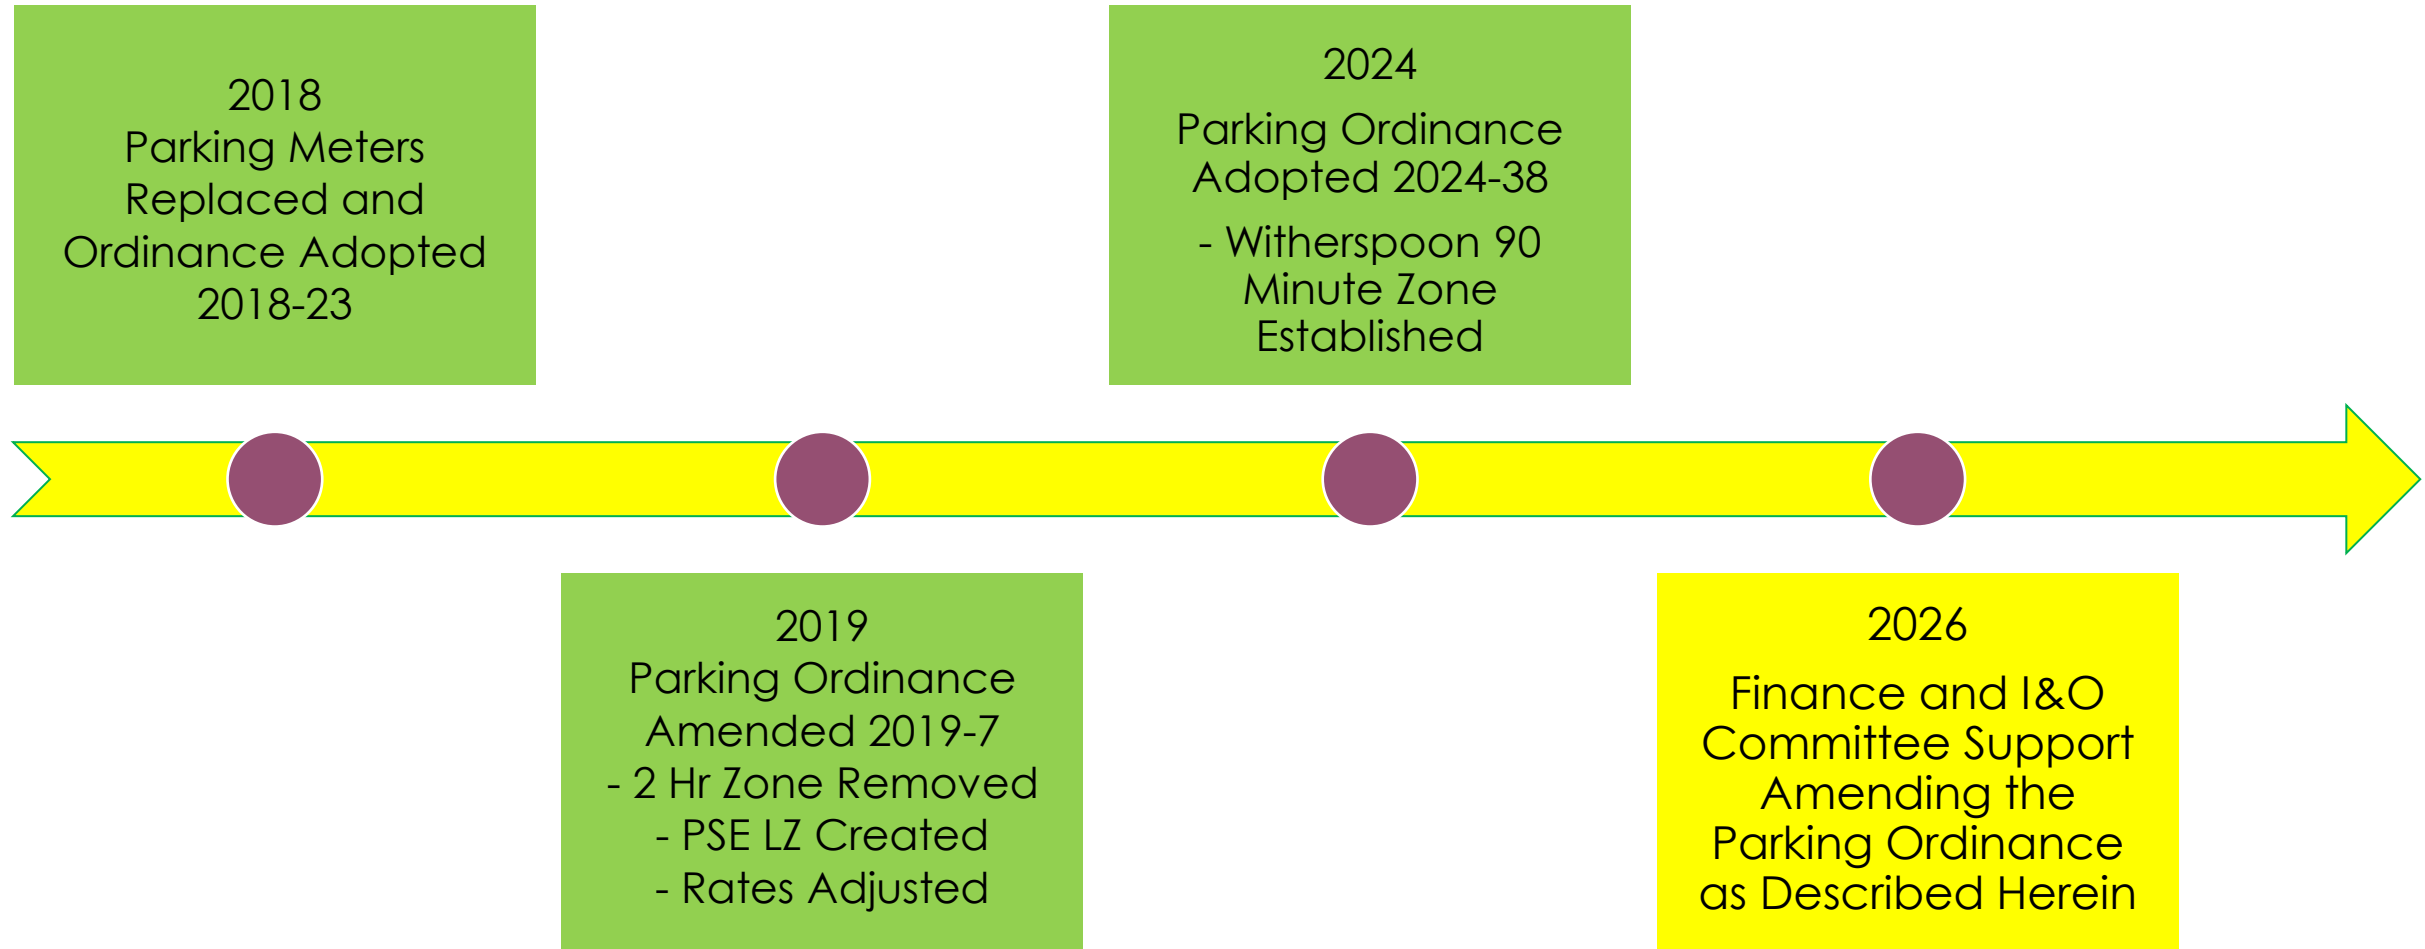 2018
Parking Meters
Replaced and
Ordinance Adopted
2018-23
2019
Parking Ordinance
Amended 2019-7
- 2 Hr Zone Removed
- PSE LZ Created
- Rates Adjusted
2024
Parking Ordinance
Adopted 2024-38
- Witherspoon 90
Minute Zone
Established
2026
Finance and I&O
Committee Support
Amending the
Parking Ordinance
as Described Herein